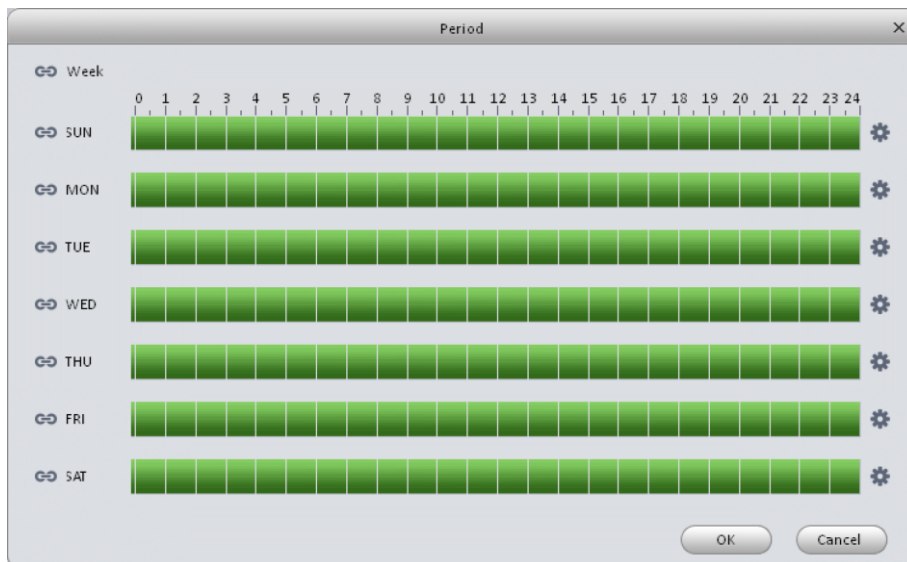 Period
Week
0 1 2 3 4 5 6 7 8 9 10 11 12 13 14 15 16 17 18 19 20 21 22 23 24
SUN
MON
TUE
WED
THU
FRI
SAT
OK Cancel